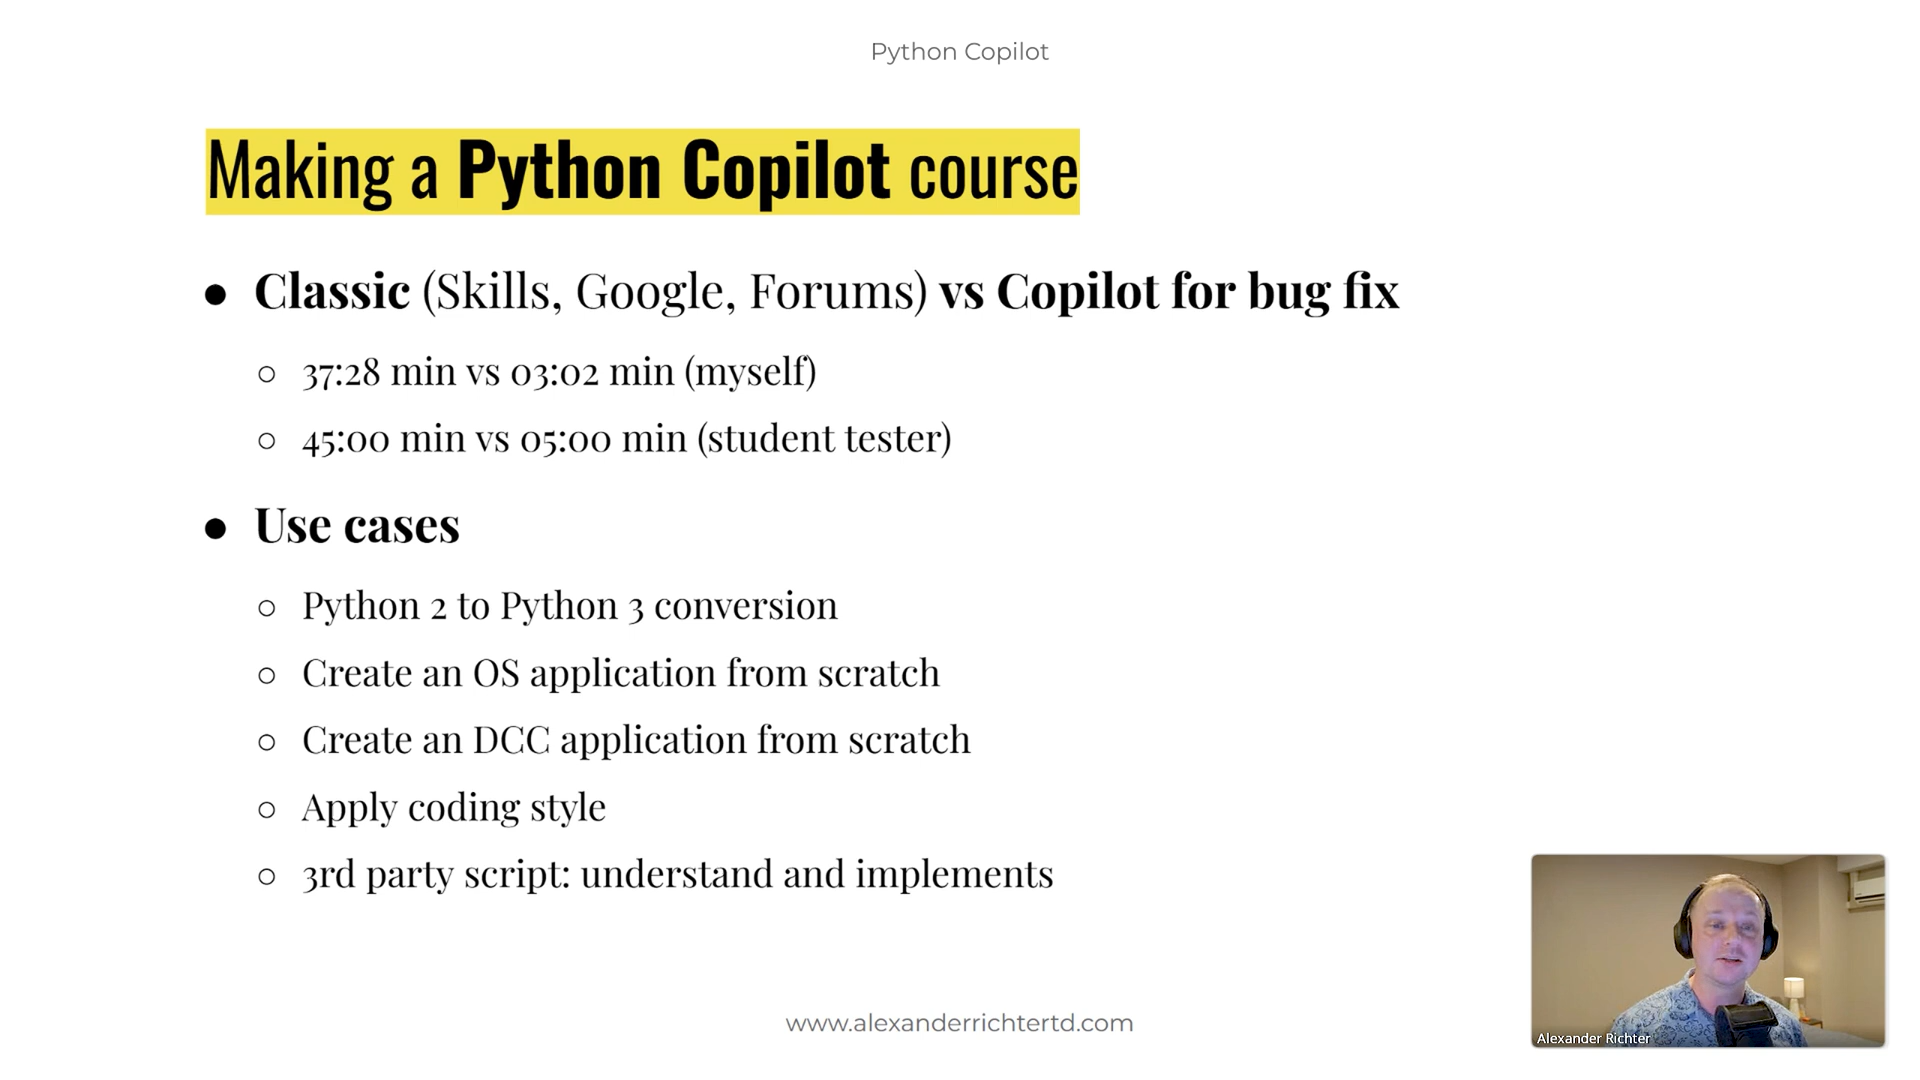 Python Copilot
Making a Python Copilot course
● Classic (Skills, Google, Forums) vs Copilot for bug fix
○ 37:28 min vs 03:02 min (myself)
○ 45:00 min vs 05:00 min (student tester)
● Use cases
○ Python 2 to Python 3 conversion
○ Create an OS application from scratch
○ Create an DCC application from scratch
○ Apply coding style
○ 3rd party script: understand and implements
www.alexanderrichtertd.com
Alexander Richter